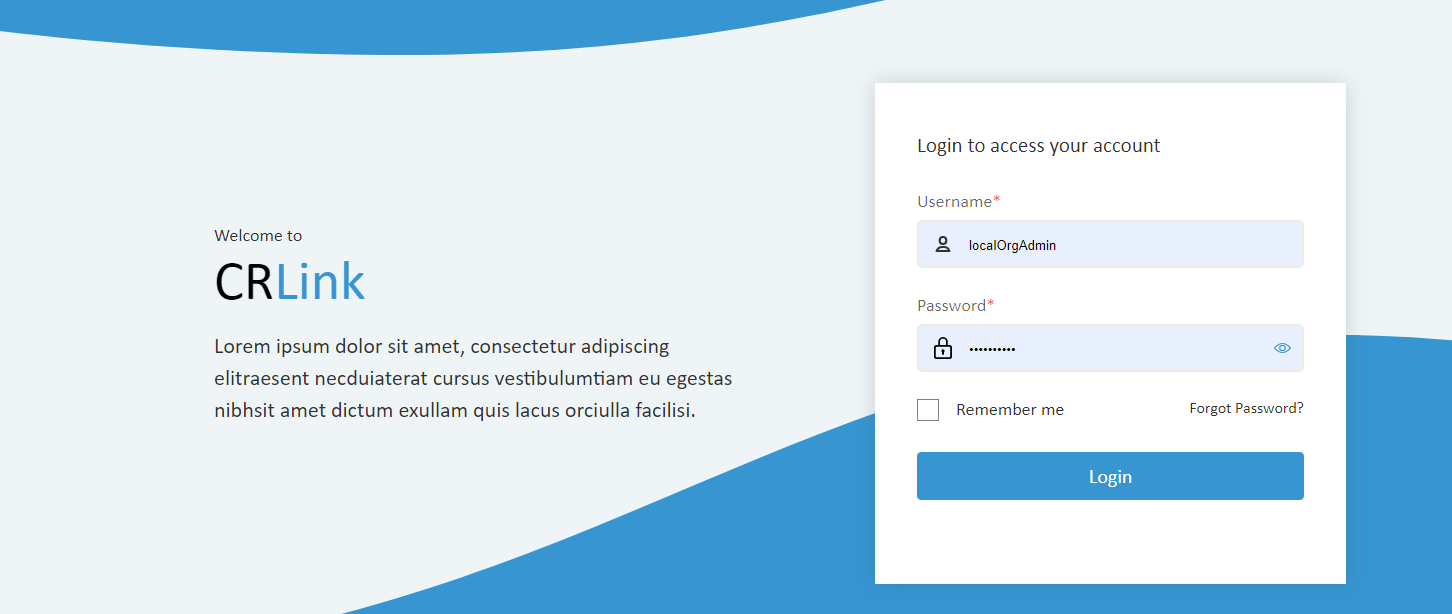 Welcome to
CRLink
Lorem ipsum dolor sit amet, consectetur adipiscing
elitraesent necduiaterat cursus vestibulumtiam eu egestas
nibhsit amet dictum exullam quis lacus orciulla facilisi.
Login to access your account
Username*
localOrgAdmin
Password*
••••••••••
Remember me
Forgot Password?
Login